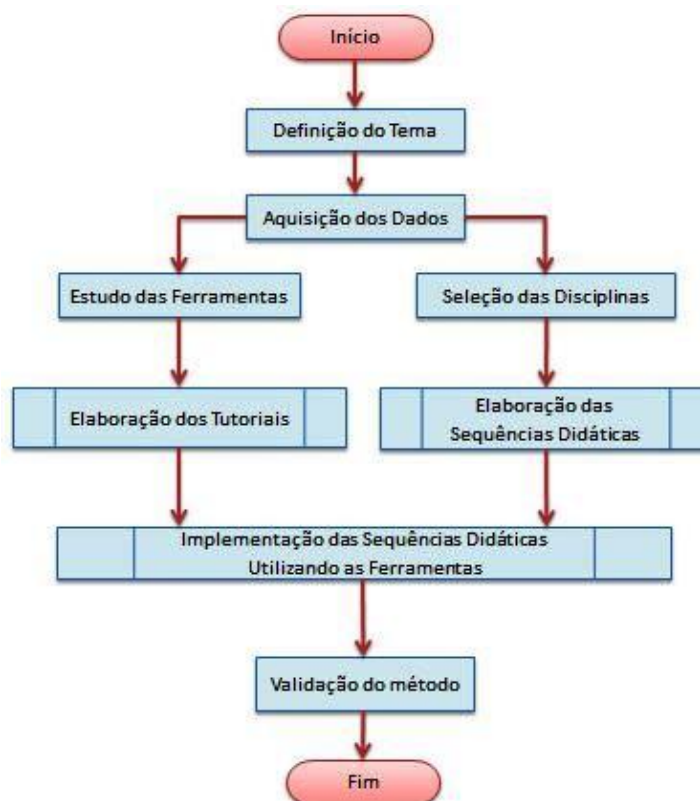 Início
Definição do Tema
Aquisição dos Dados
Estudo das Ferramentas
Seleção das Disciplinas
Elaboração dos Tutoriais
Elaboração das
Sequências Didáticas
Implementação das Sequências Didáticas
Utilizando as Ferramentas
Validação do método
Fim